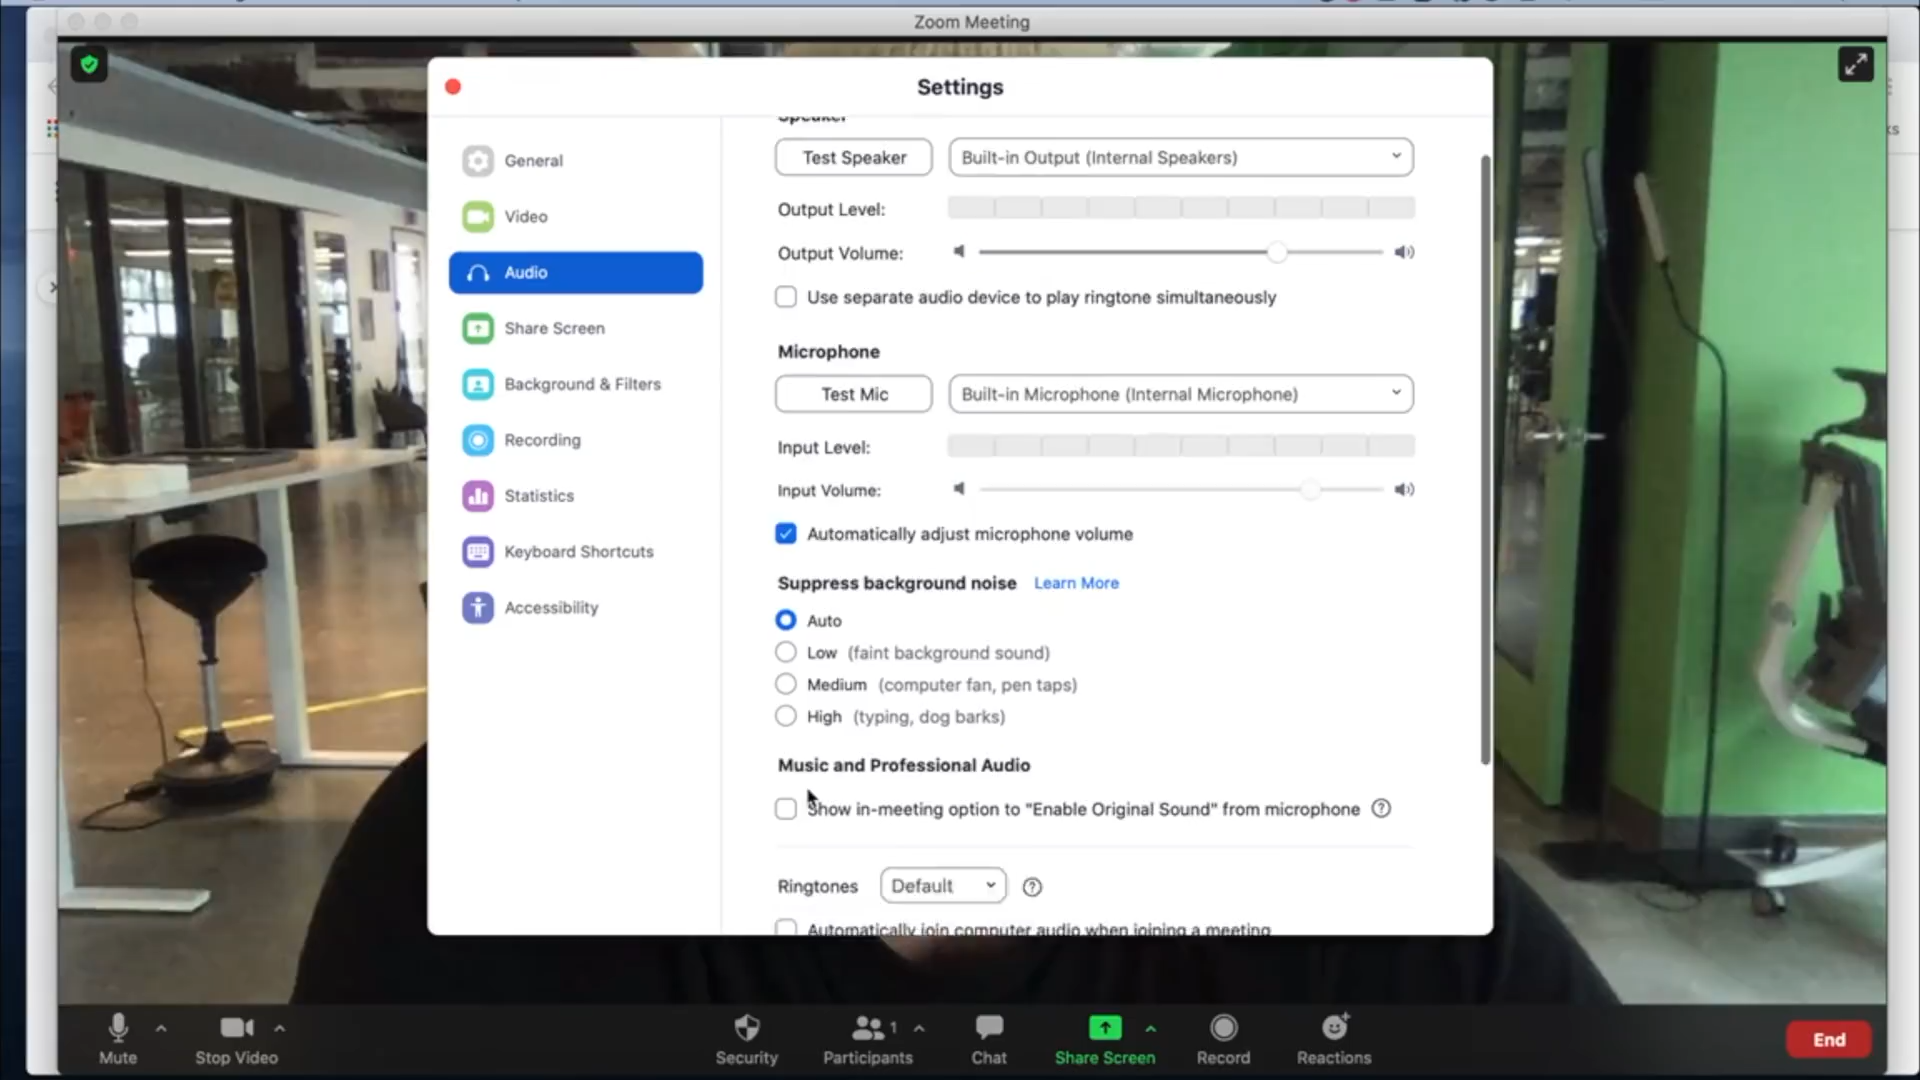 Zoom Meeting
Settings
Speaker
General
Test Speaker
Built-in Output (Internal Speakers)
Video
Output Level:
Output Volume:
Audio
Use separate audio device to play ringtone simultaneously
Share Screen
Microphone
Background & Filters
Test Mic
Built-in Microphone (Internal Microphone)
Recording
Input Level:
Statistics
Input Volume:
Automatically adjust microphone volume
Keyboard Shortcuts
Suppress background noise Learn More
Accessibility
Auto
Low (faint background sound)
Medium (computer fan, pen taps)
High (typing, dog barks)
Music and Professional Audio
Show in-meeting option to "Enable Original Sound" from microphone ?
Ringtones Default ?
Automatically join computer audio when joining a meeting
1
Mute
Stop Video
Security
Participants
Chat
Share Screen
Record
Reactions
End